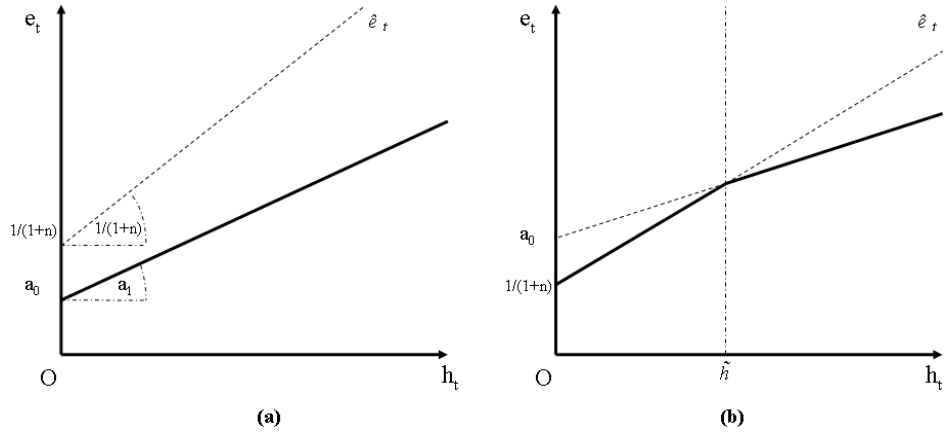 e_t
ê_t
1/(1+n)
1/(1+n)
a_0
a_1
O
h_t
(a)
e_t
ê_t
a_0
1/(1+n)
O
h̃
h_t
(b)